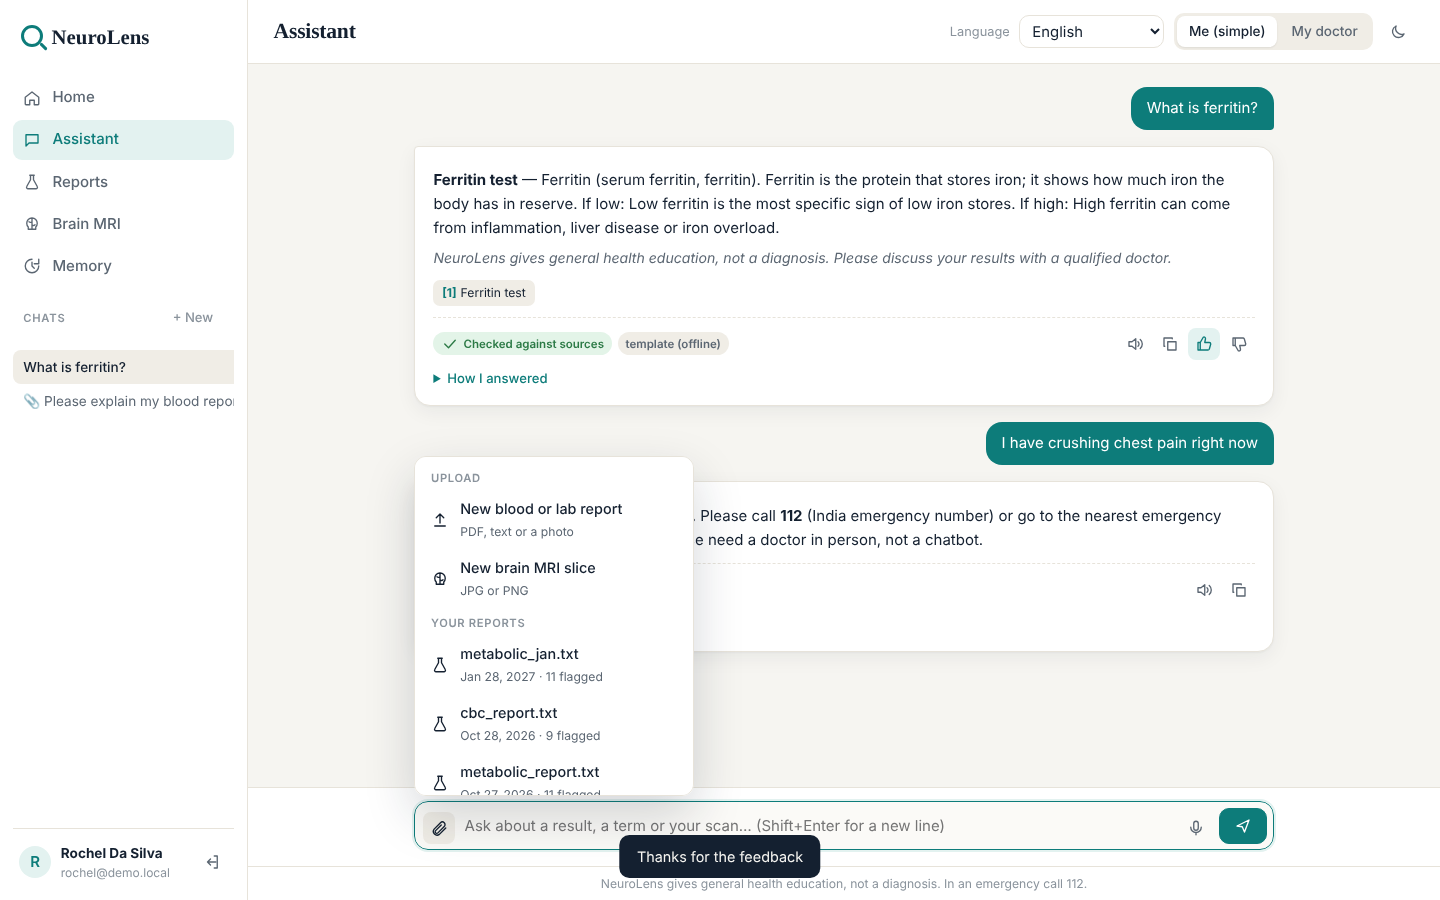 NeuroLens
Home
Assistant
Reports
Brain MRI
Memory
CHATS
+ New
What is ferritin?
Please explain my blood repor
R
Rochel Da Silva
rochel@demo.local
Assistant
Language
English
Me (simple)
My doctor
What is ferritin?
Ferritin test — Ferritin (serum ferritin, ferritin). Ferritin is the protein that stores iron; it shows how much iron the
body has in reserve. If low: Low ferritin is the most specific sign of low iron stores. If high: High ferritin can come
from inflammation, liver disease or iron overload.
NeuroLens gives general health education, not a diagnosis. Please discuss your results with a qualified doctor.
[1] Ferritin test
Checked against sources
template (offline)
How I answered
I have crushing chest pain right now
. Please call 112 (India emergency number) or go to the nearest emergency
e need a doctor in person, not a chatbot.
UPLOAD
New blood or lab report
PDF, text or a photo
New brain MRI slice
JPG or PNG
YOUR REPORTS
metabolic_jan.txt
Jan 28, 2027 · 11 flagged
cbc_report.txt
Oct 28, 2026 · 9 flagged
metabolic_report.txt
Oct 27, 2026 · 11 flagged
Ask about a result, a term or your scan... (Shift+Enter for a new line)
Thanks for the feedback
NeuroLens gives general health education, not a diagnosis. In an emergency call 112.